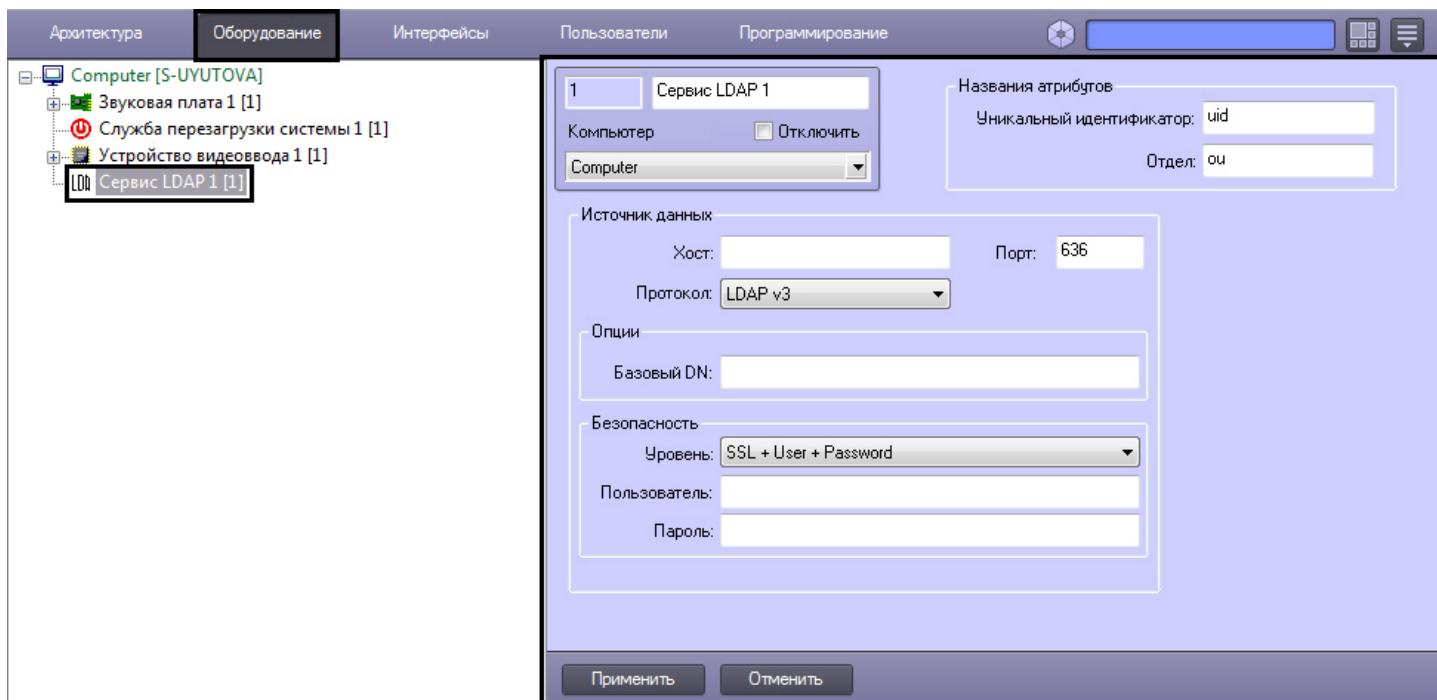 Архитектура Оборудование Интерфейсы Пользователи Программирование
Computer [S-UYUTOVA]
Звуковая плата 1 [1]
Служба перезагрузки системы 1 [1]
Устройство видеоввода 1 [1]
Сервис LDAP 1 [1]
1 Сервис LDAP 1
Компьютер Отключить
Computer
Названия атрибутов
Уникальный идентификатор: uid
Отдел: ou
Источник данных
Хост: Порт: 636
Протокол: LDAP v3
Опции
Базовый DN:
Безопасность
Уровень: SSL + User + Password
Пользователь:
Пароль:
Применить Отменить